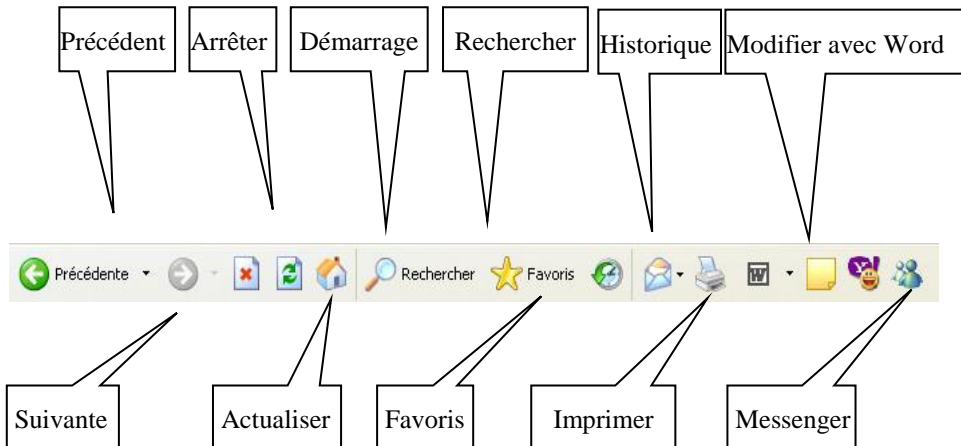 Précédent
Arrêter
Démarrage
Rechercher
Historique
Modifier avec Word
Précédente
Rechercher
Favoris
W
Y!
Suivante
Actualiser
Favoris
Imprimer
Messenger